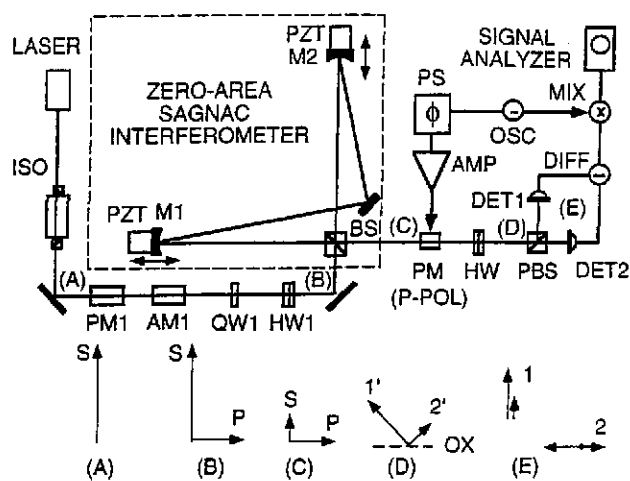 LASER
PZT
M2
SIGNAL
ANALYZER
ZERO-AREA
SAGNAC
INTERFEROMETER
PS
MIX
ϕ
OSC
X
ISO
AMP
DIFF
DET1
(E)
PZT M1
BS
(C)
(D)
(A)
(B)
PM
(P-POL)
HW
PBS
DET2
PM1
AM1
QW1
HW1
S
S
P
S
P
1'
2'
OX
1
2
(A)
(B)
(C)
(D)
(E)